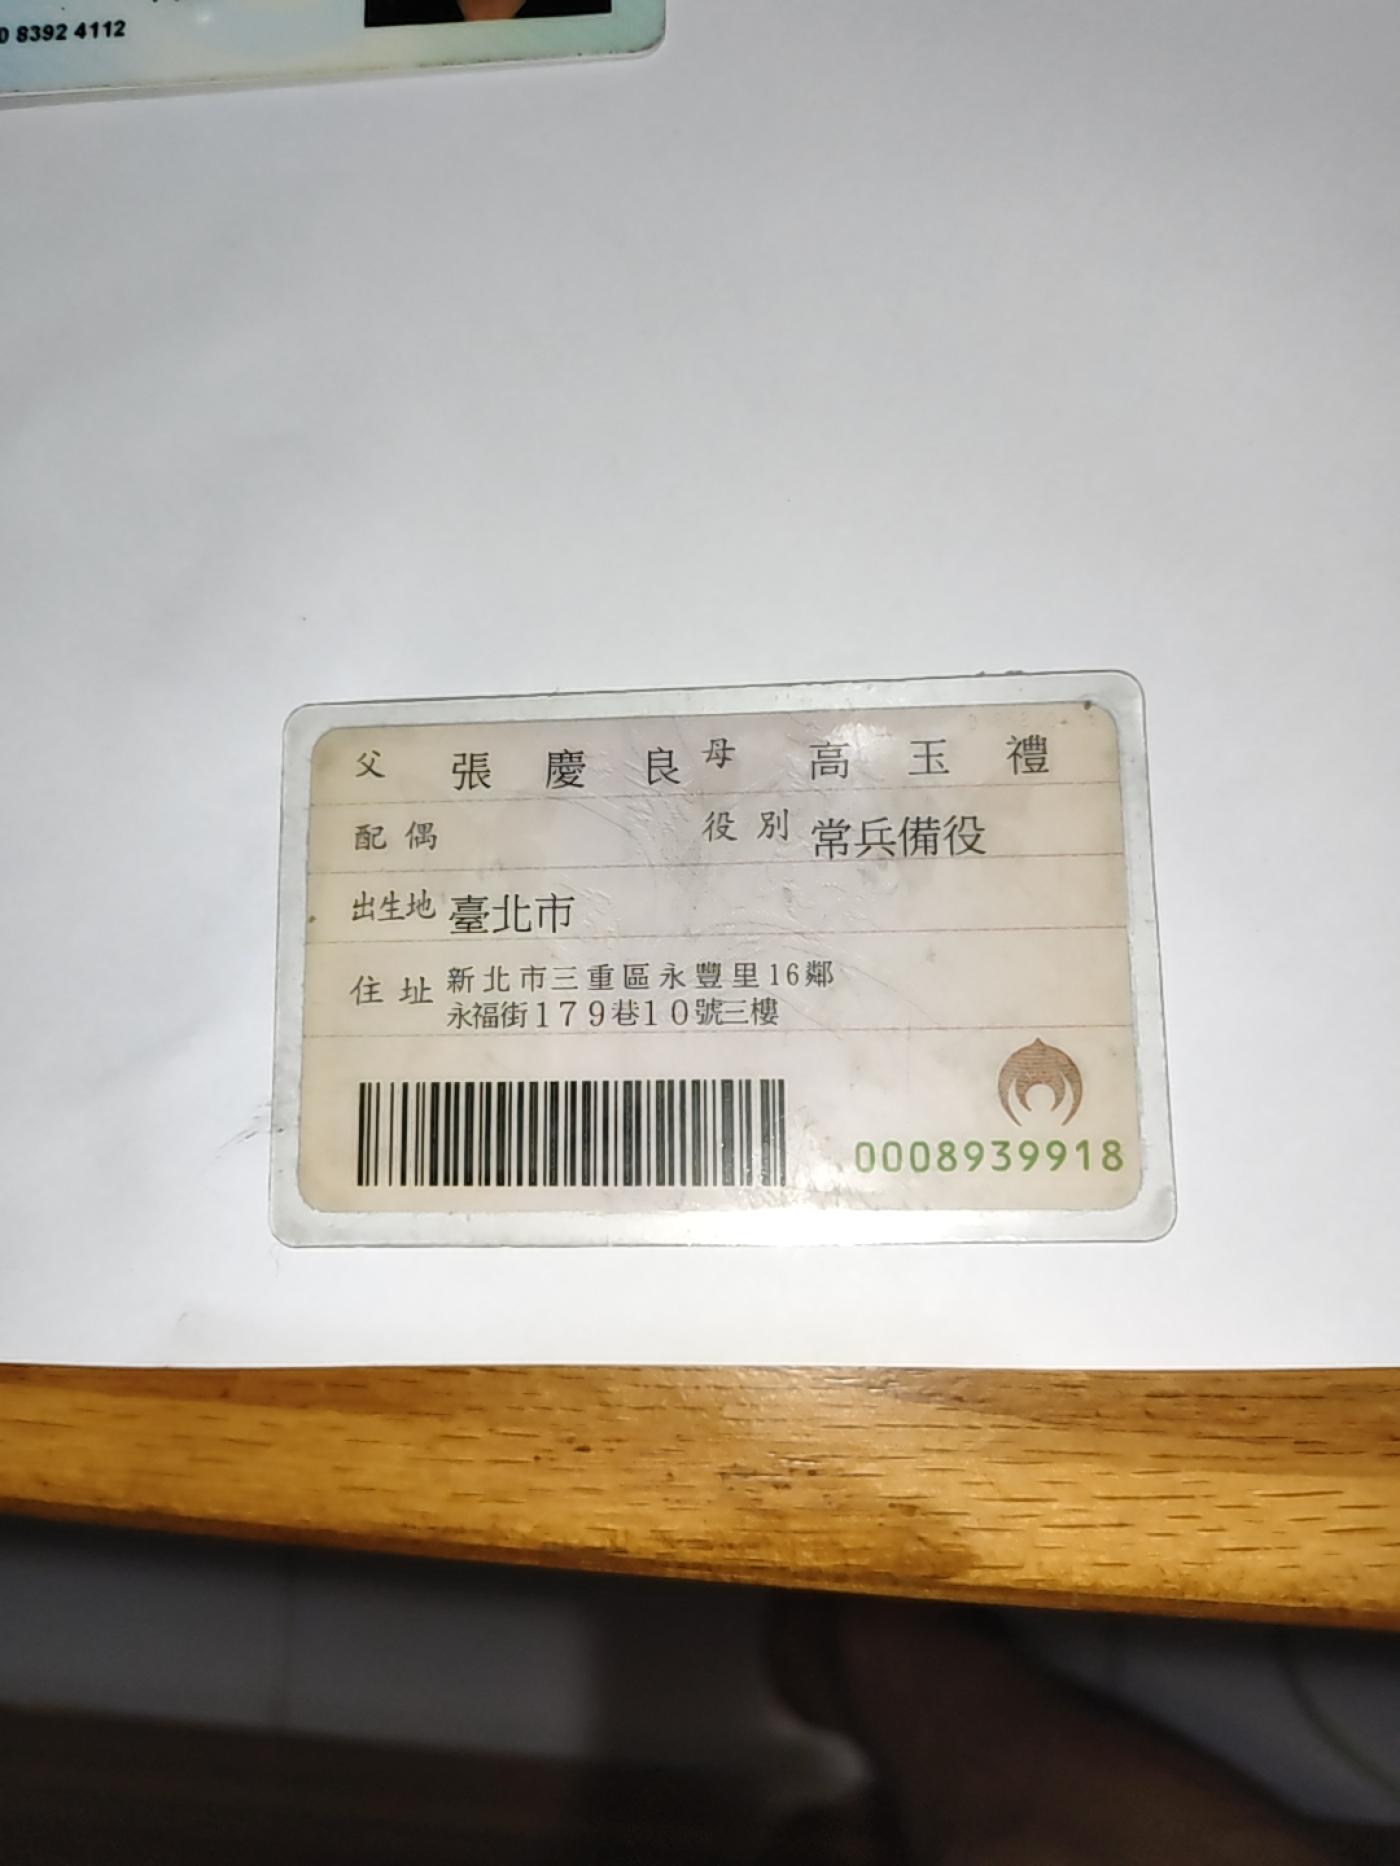 0 8392 4112
父 張慶良 母 高玉禮
配偶 役別 常兵備役
出生地 臺北市
住址 新北市三重區永豐里16鄰
永福街179巷10號三樓
0008939918